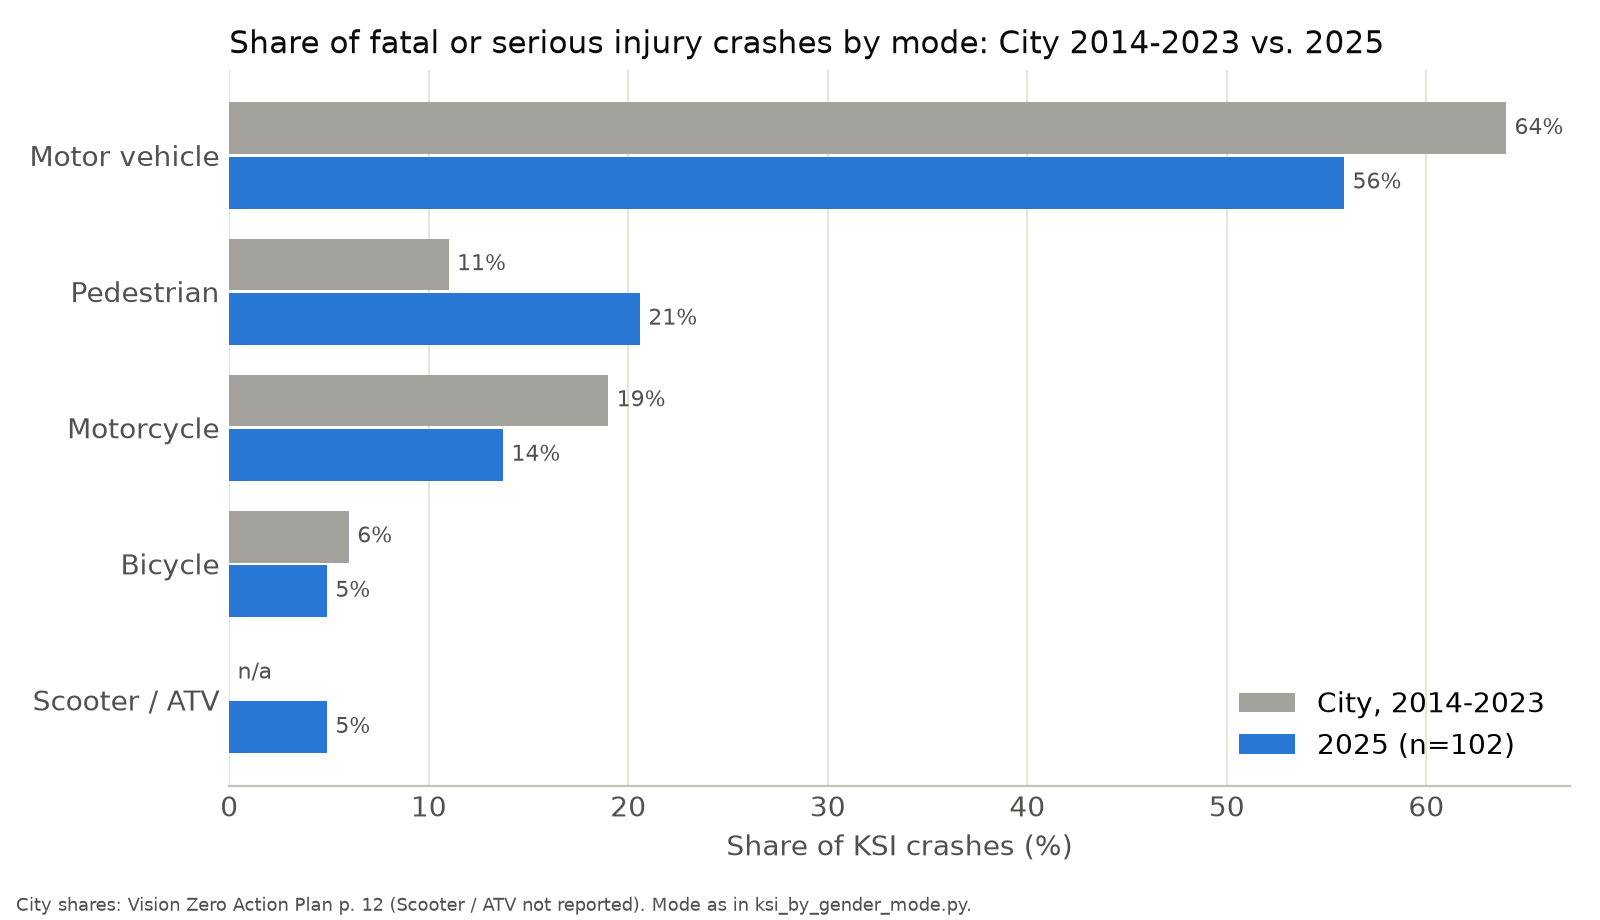 Share of fatal or serious injury crashes by mode: City 2014-2023 vs. 2025
Motor vehicle
64%
56%
Pedestrian
11%
21%
Motorcycle
19%
14%
Bicycle
6%
5%
Scooter / ATV
n/a
5%
City, 2014-2023
2025 (n=102)
0 10 20 30 40 50 60
Share of KSI crashes (%)
City shares: Vision Zero Action Plan p. 12 (Scooter / ATV not reported). Mode as in ksi_by_gender_mode.py.